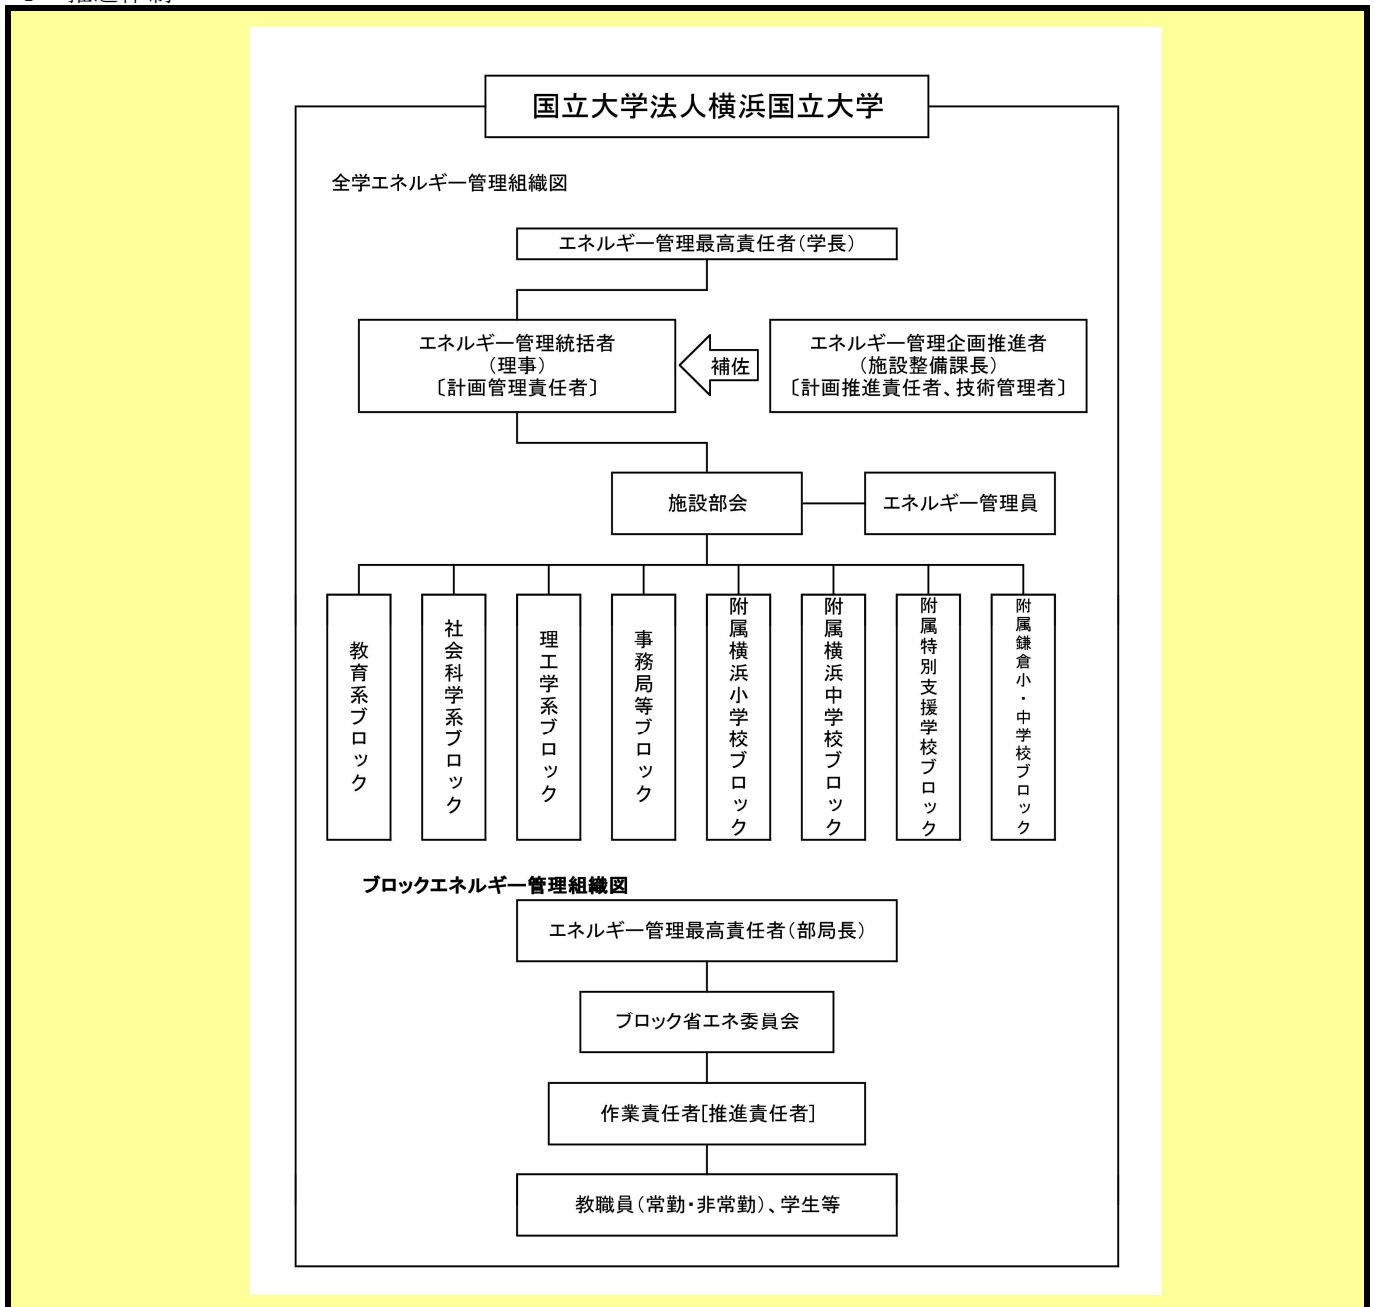 国立大学法人横浜国立大学
全学エネルギー管理組織図
エネルギー管理最高責任者（学長）
エネルギー管理統括者
（理事）
〔計画管理責任者〕
補佐
エネルギー管理企画推進者
（施設整備課長）
〔計画推進責任者、技術管理者〕
施設部会
エネルギー管理員
教育系ブロック
社会科学系ブロック
理工学系ブロック
事務局等ブロック
附属横浜小学校ブロック
附属横浜中学校ブロック
附属特別支援学校ブロック
附属鎌倉小・中学校ブロック
ブロックエネルギー管理組織図
エネルギー管理最高責任者（部局長）
ブロック省エネ委員会
作業責任者[推進責任者]
教職員（常勤・非常勤）、学生等